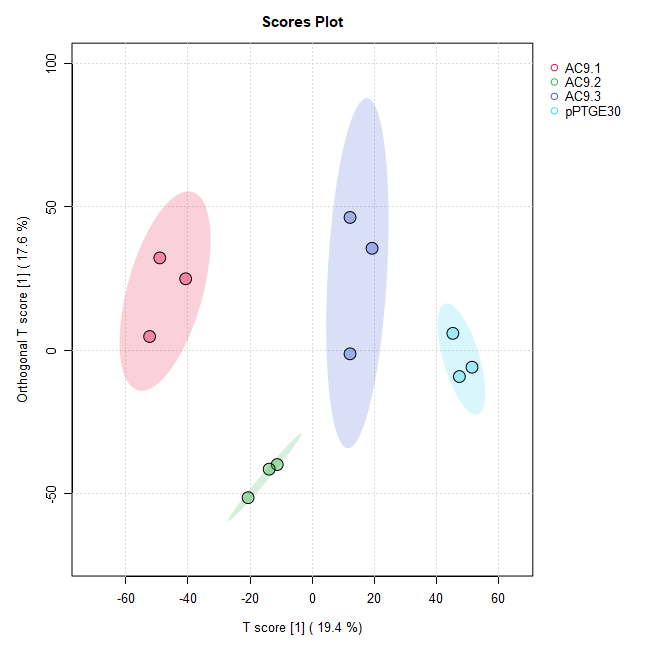 Scores Plot
AC9.1
AC9.2
AC9.3
pPTGE30
100
50
0
-50
Orthogonal T score [1] ( 17.6 %)
-60 -40 -20 0 20 40 60
T score [1] ( 19.4 %)